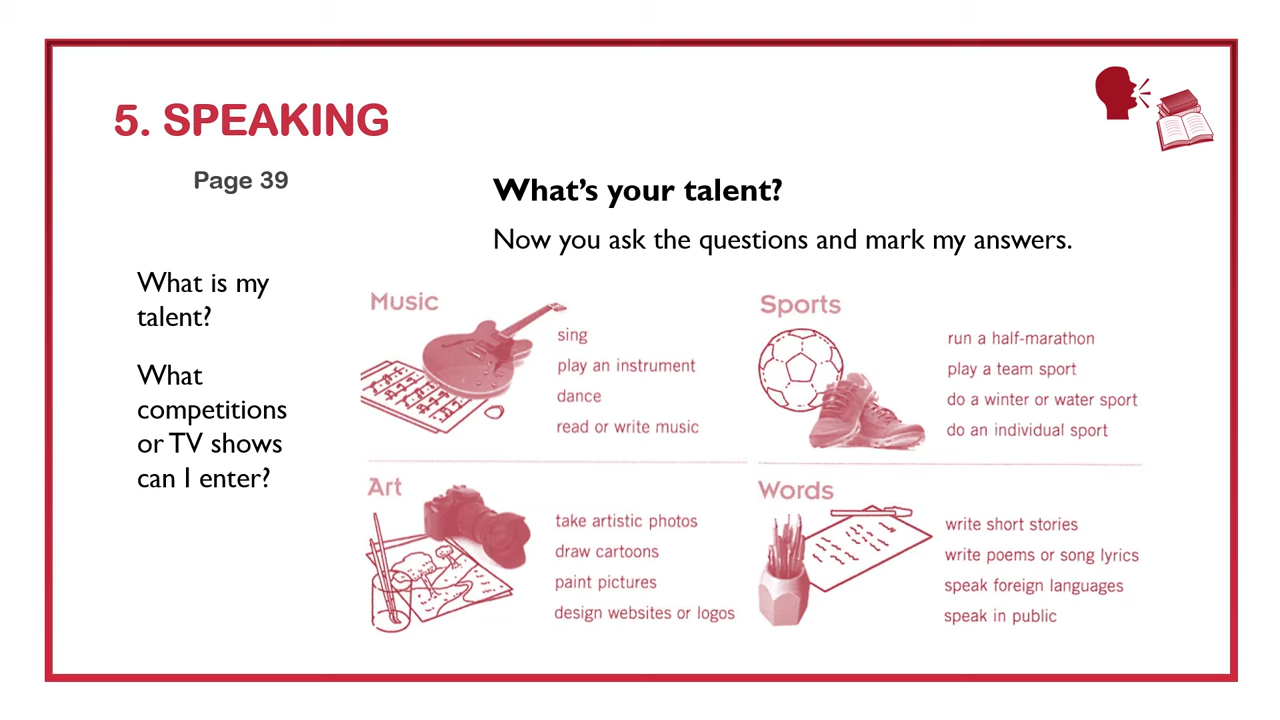 5. SPEAKING
Page 39
What's your talent?
Now you ask the questions and mark my answers.
What is my
talent?
What
competitions
or TV shows
can I enter?
Music
sing
play an instrument
dance
read or write music
Sports
run a half-marathon
play a team sport
do a winter or water sport
do an individual sport
Art
take artistic photos
draw cartoons
paint pictures
design websites or logos
Words
write short stories
write poems or song lyrics
speak foreign languages
speak in public